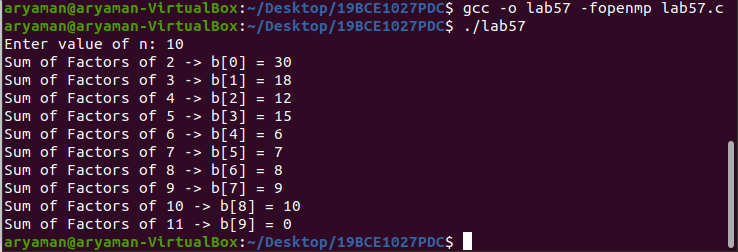 aryaman@aryaman-VirtualBox:~/Desktop/19BCE1027PDC$ gcc -o lab57 -fopenmp lab57.c
aryaman@aryaman-VirtualBox:~/Desktop/19BCE1027PDC$ ./lab57
Enter value of n: 10
Sum of Factors of 2 -> b[0] = 30
Sum of Factors of 3 -> b[1] = 18
Sum of Factors of 4 -> b[2] = 12
Sum of Factors of 5 -> b[3] = 15
Sum of Factors of 6 -> b[4] = 6
Sum of Factors of 7 -> b[5] = 7
Sum of Factors of 8 -> b[6] = 8
Sum of Factors of 9 -> b[7] = 9
Sum of Factors of 10 -> b[8] = 10
Sum of Factors of 11 -> b[9] = 0
aryaman@aryaman-VirtualBox:~/Desktop/19BCE1027PDC$